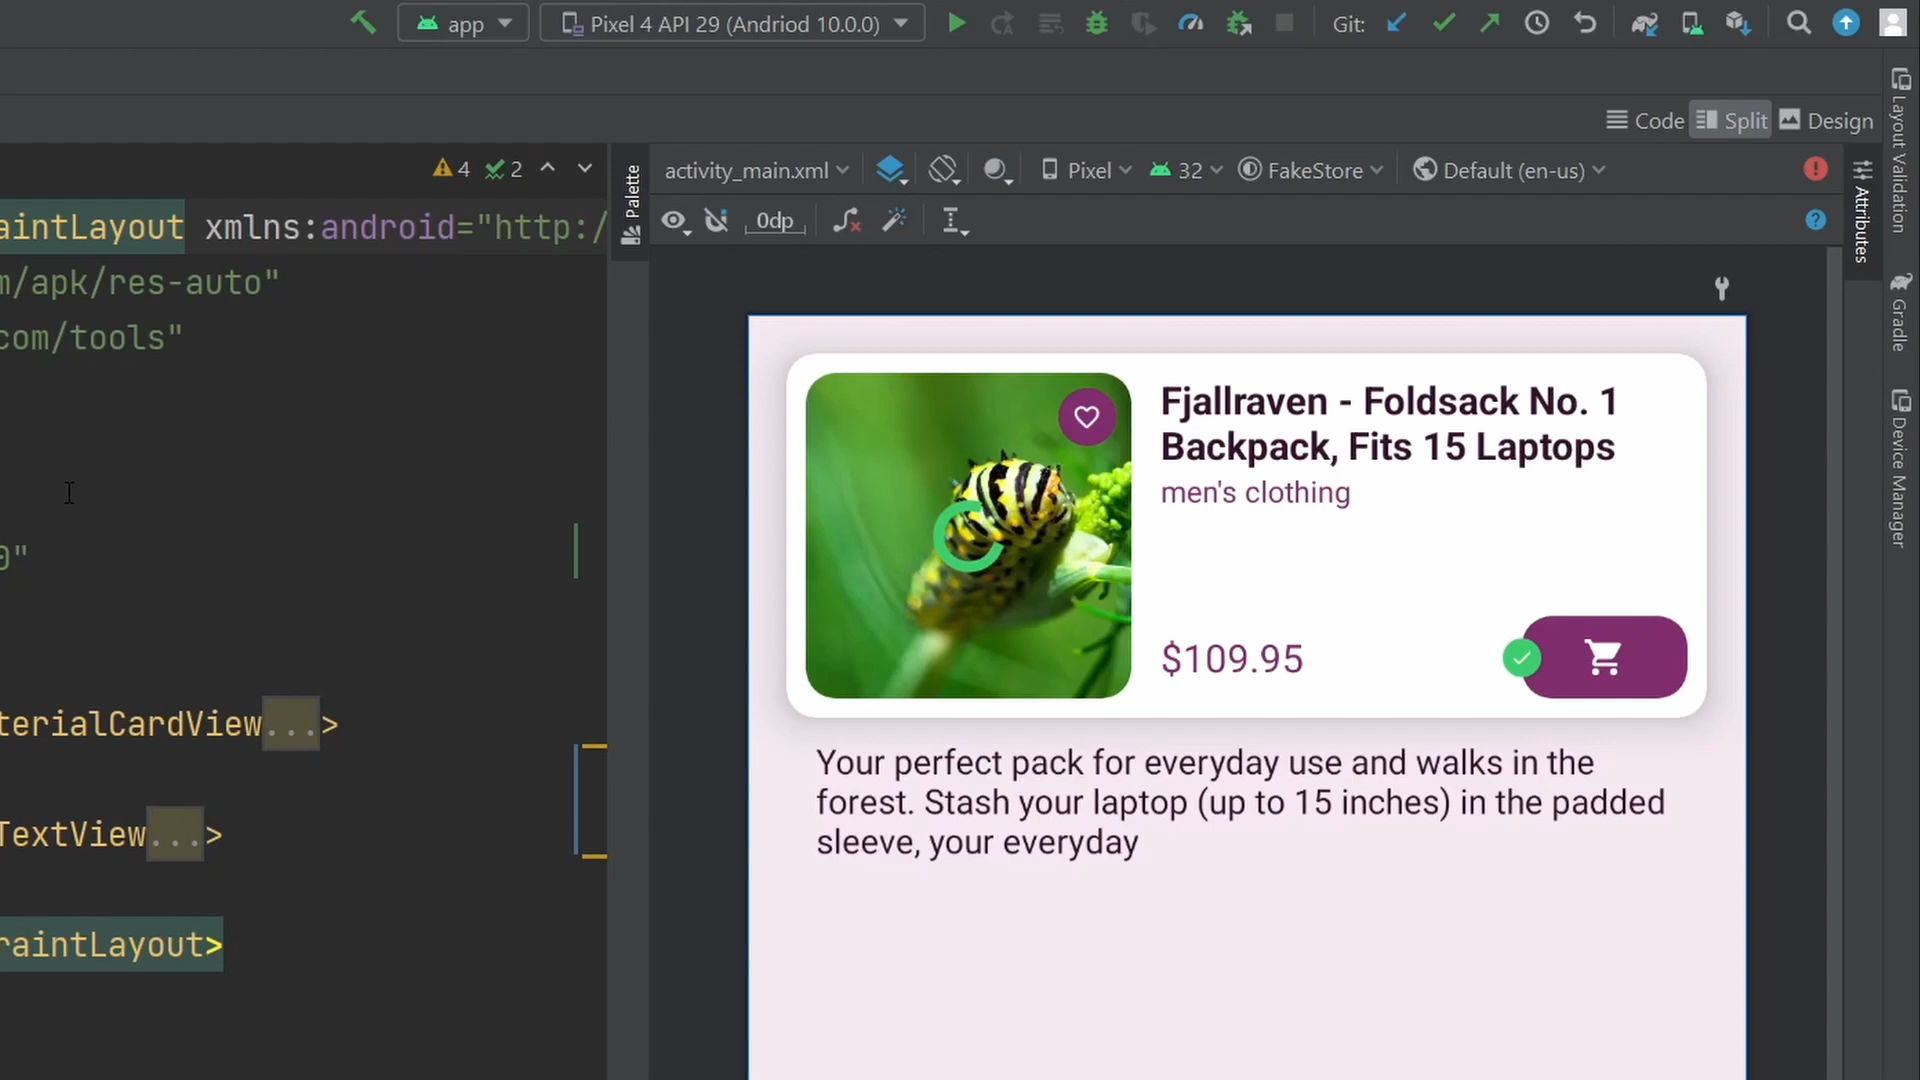 app
Pixel 4 API 29 (Andriod 10.0.0)
Git:
Code
Split
Design
4
2
Palette
activity_main.xml
Pixel
32
FakeStore
Default (en-us)
0dp
aintLayout xmlns:android="http:/
m/apk/res-auto"
com/tools"
0"
terialCardView...>
TextView...>
raintLayout>
Fjallraven - Foldsack No. 1
Backpack, Fits 15 Laptops
men's clothing
$109.95
Your perfect pack for everyday use and walks in the
forest. Stash your laptop (up to 15 inches) in the padded
sleeve, your everyday
Attributes
Layout Validation
Gradle
Device Manager